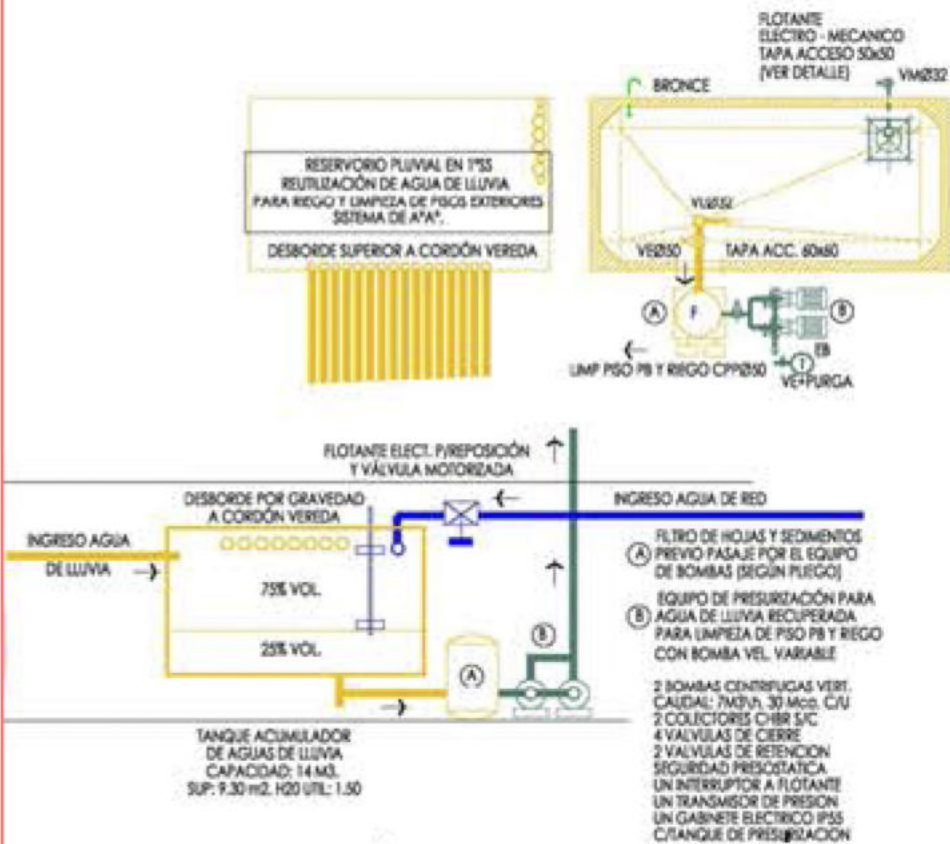 FLOTANTE
ELECTRO - MECANICO
TAPA ACCESO 50x50
(VER DETALLE)
VMØ32
BRONCE
RESERVORIO PLUVIAL EN 1ºSS
REUTILIZACIÓN DE AGUA DE LLUVIA
PARA RIEGO Y LIMPIEZA DE PISOS EXTERIORES
SISTEMA DE AºAº.
DESBORDE SUPERIOR A CORDÓN VEREDA
VLØ32
VEØ50
TAPA ACC. 60x60
A
F
B
EB
T
LIMP PISO PB Y RIEGO CPPØ50
VE+PURGA
FLOTANTE ELECT. P/REPOSICIÓN
Y VÁLVULA MOTORIZADA
DESBORDE POR GRAVEDAD
A CORDÓN VEREDA
INGRESO AGUA DE RED
INGRESO AGUA
DE LLUVIA
75% VOL.
25% VOL.
A
B
TANQUE ACUMULADOR
DE AGUAS DE LLUVIA
CAPACIDAD: 14 M3.
SUP: 9.30 m2. H20 UTIL: 1.50
A FILTRO DE HOJAS Y SEDIMENTOS
PREVIO PASAJE POR EL EQUIPO
DE BOMBAS (SEGÚN PLIEGO)
B EQUIPO DE PRESURIZACIÓN PARA
AGUA DE LLUVIA RECUPERADA
PARA LIMPIEZA DE PISO PB Y RIEGO
CON BOMBA VEL. VARIABLE
2 BOMBAS CENTRIFUGAS VERT.
CAUDAL: 7M3\h. 30 Mca. C/U
2 COLECTORES CHBR S/C
4 VALVULAS DE CIERRE
2 VALVULAS DE RETENCION
SEGURIDAD PRESOSTATICA
UN INTERRUPTOR A FLOTANTE
UN TRANSMISOR DE PRESION
UN GABINETE ELECTRICO IP55
C/TANQUE DE PRESURIZACION